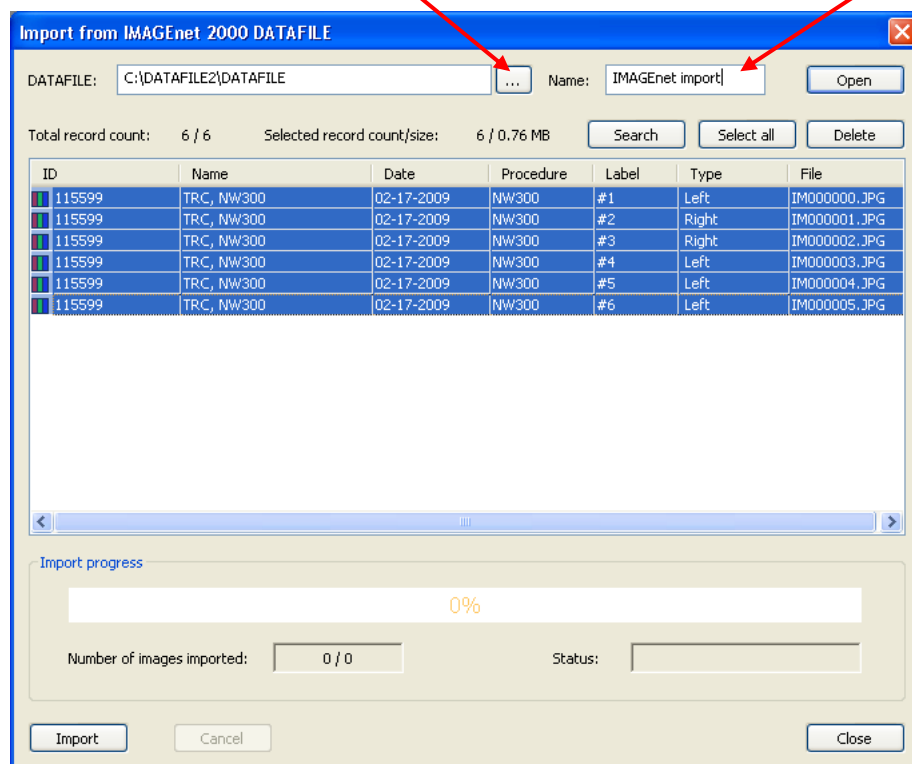 Import from IMAGEnet 2000 DATAFILE
DATAFILE: C:\DATAFILE2\DATAFILE ... Name: IMAGEnet import Open
Total record count: 6 / 6 Selected record count/size: 6 / 0.76 MB Search Select all Delete
ID Name Date Procedure Label Type File
115599 TRC, NW300 02-17-2009 NW300 #1 Left IM000000.JPG
115599 TRC, NW300 02-17-2009 NW300 #2 Right IM000001.JPG
115599 TRC, NW300 02-17-2009 NW300 #3 Right IM000002.JPG
115599 TRC, NW300 02-17-2009 NW300 #4 Left IM000003.JPG
115599 TRC, NW300 02-17-2009 NW300 #5 Left IM000004.JPG
115599 TRC, NW300 02-17-2009 NW300 #6 Left IM000005.JPG
Import progress
0%
Number of images imported: 0 / 0 Status:
Import Cancel Close